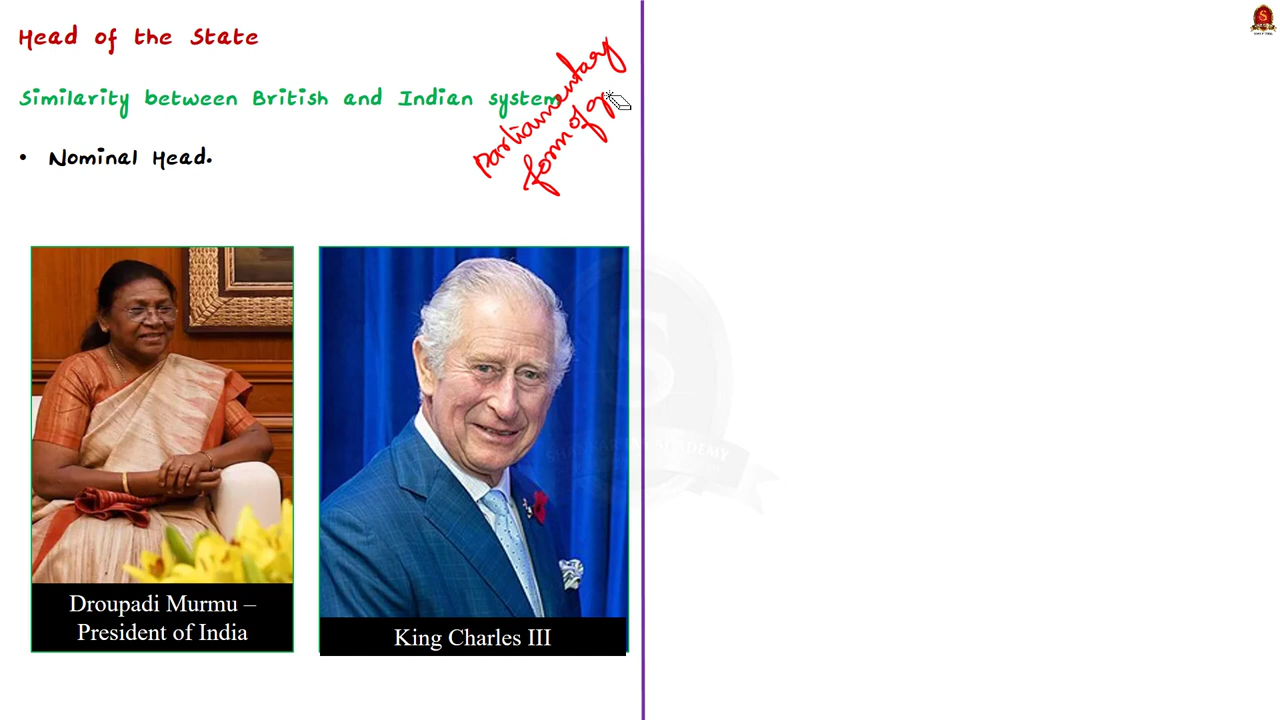 Head of the State
Similarity between British and Indian system
Parliamentary
form of g
• Nominal Head.
Droupadi Murmu –
President of India
King Charles III